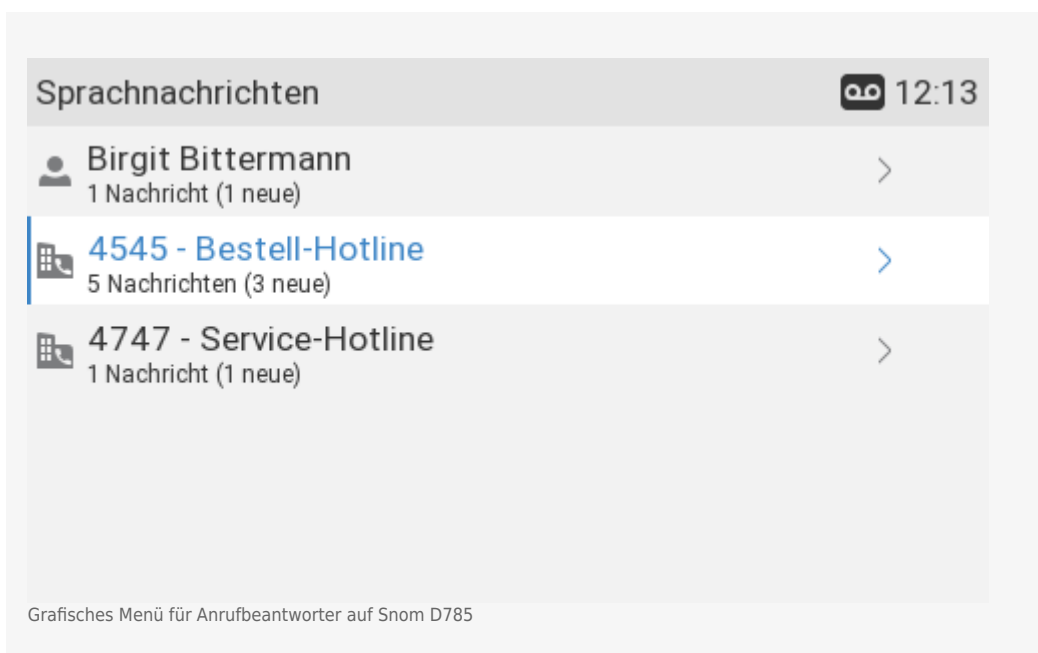 Sprachnachrichten 12:13
Birgit Bittermann
1 Nachricht (1 neue)
4545 - Bestell-Hotline
5 Nachrichten (3 neue)
4747 - Service-Hotline
1 Nachricht (1 neue)
Grafisches Menü für Anrufbeantworter auf Snom D785